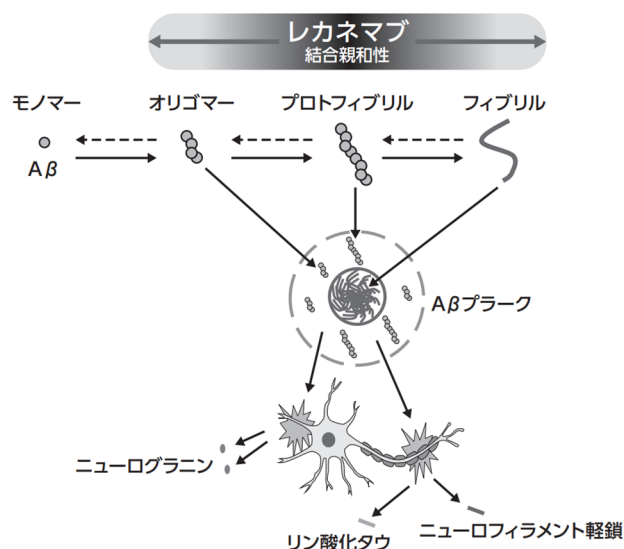 レカネマブ
結合親和性
モノマー
オリゴマー
プロトフィブリル
フィブリル
Aβ
Aβプラーク
ニューログラニン
リン酸化タウ
ニューロフィラメント軽鎖